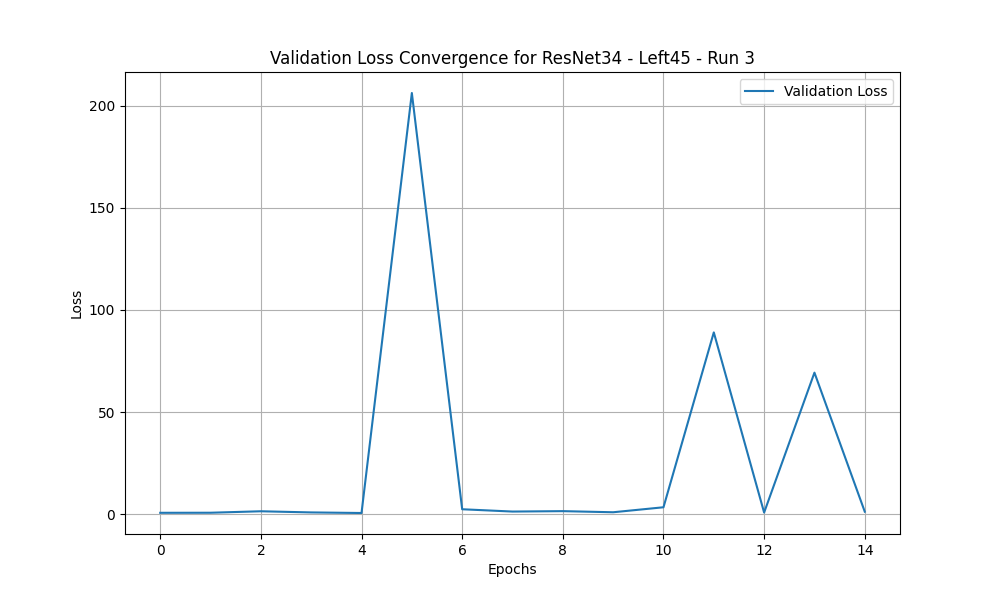 Validation Loss Convergence for ResNet34 - Left45 - Run 3
Validation Loss
200
150
100
50
0
Loss
0 2 4 6 8 10 12 14
Epochs